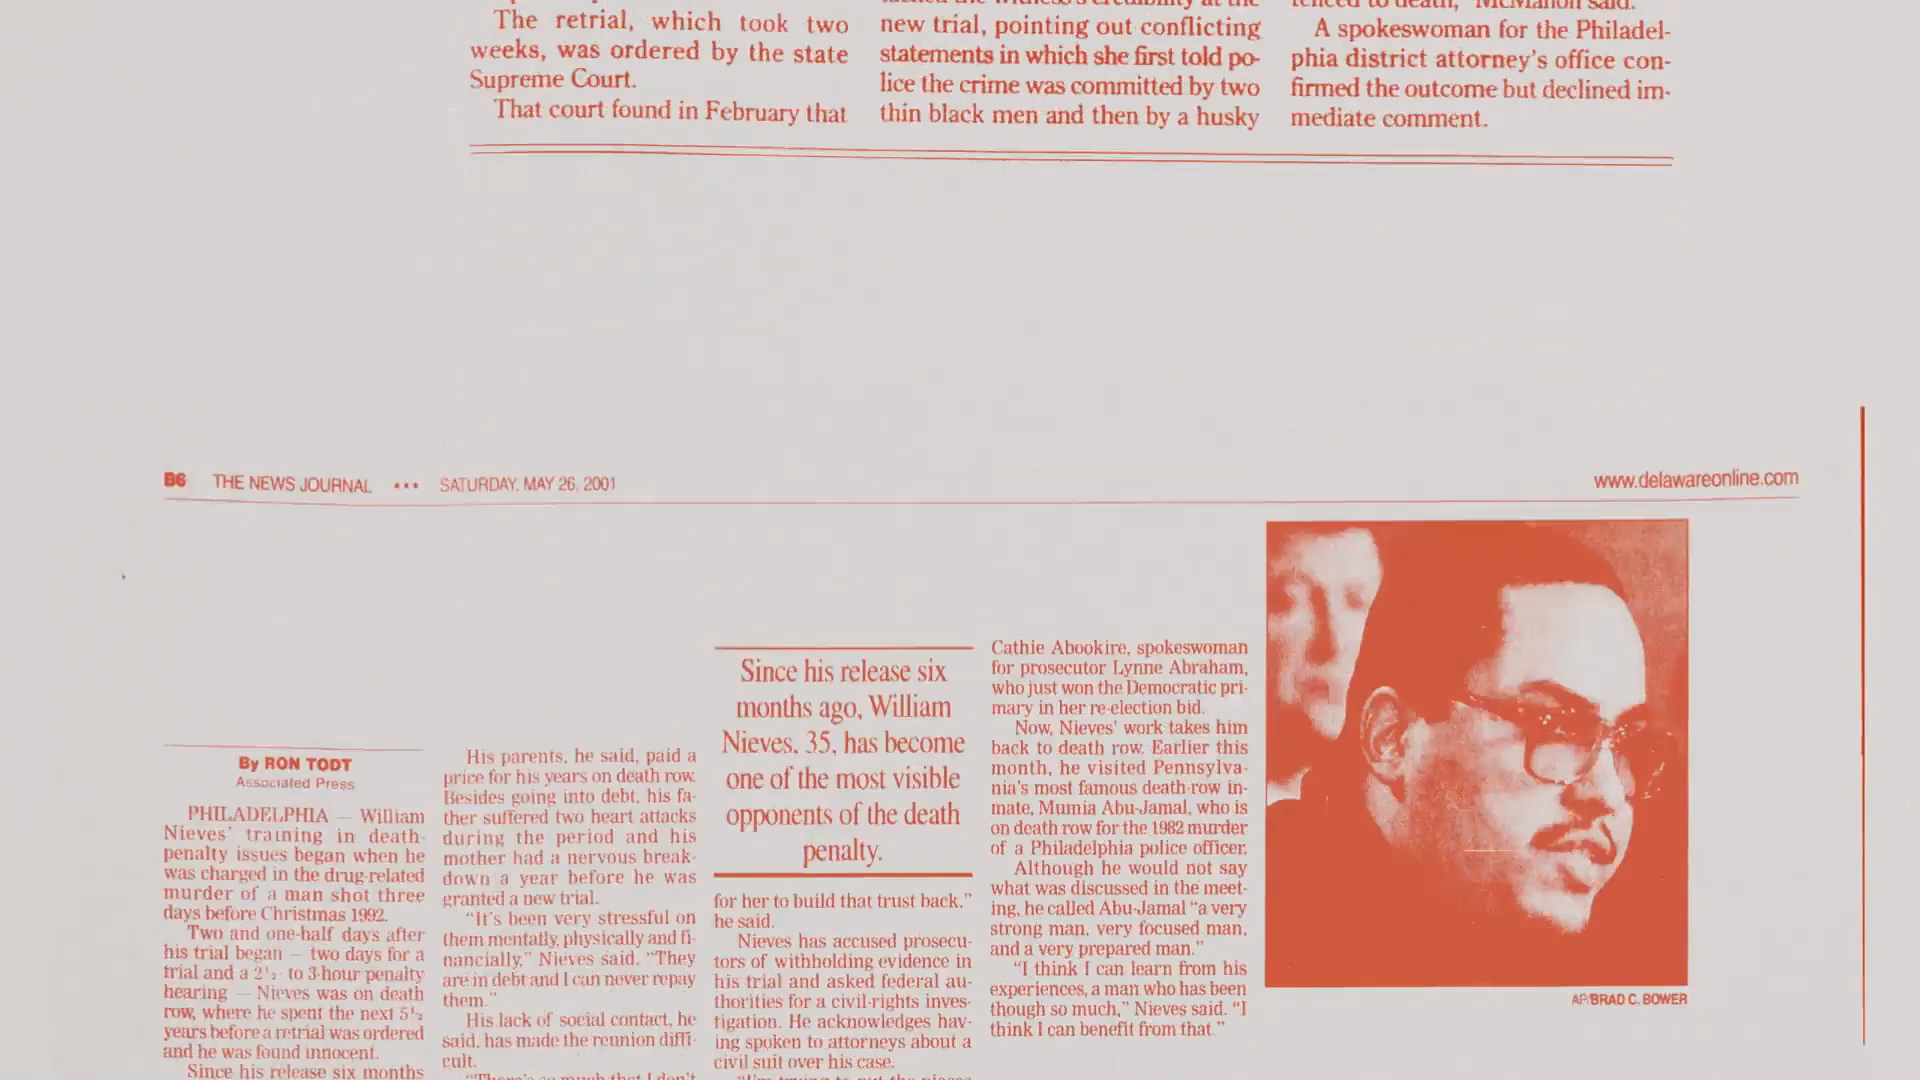 The retrial, which took two
weeks, was ordered by the state
Supreme Court.
That court found in February that
new trial, pointing out conflicting
statements in which she first told po-
lice the crime was committed by two
thin black men and then by a husky
tenced to death," McMahon said.
A spokeswoman for the Philadel-
phia district attorney's office con-
firmed the outcome but declined im-
mediate comment.
B6 THE NEWS JOURNAL ••• SATURDAY, MAY 26, 2001
www.delawareonline.com
By RON TODT
Associated Press
PHILADELPHIA — William
Nieves' training in death-
penalty issues began when he
was charged in the drug-related
murder of a man shot three
days before Christmas 1992.
Two and one-half days after
his trial began — two days for a
trial and a 2½- to 3-hour penalty
hearing — Nieves was on death
row, where he spent the next 5½
years before a retrial was ordered
and he was found innocent.
Since his release six months
His parents, he said, paid a
price for his years on death row.
Besides going into debt, his fa-
ther suffered two heart attacks
during the period and his
mother had a nervous break-
down a year before he was
granted a new trial.
"It's been very stressful on
them mentally, physically and fi-
nancially," Nieves said. "They
are in debt and I can never repay
them."
His lack of social contact, he
said, has made the reunion diffi-
cult.
"There's so much that I don't
Since his release six
months ago, William
Nieves, 35, has become
one of the most visible
opponents of the death
penalty.
for her to build that trust back."
he said.
Nieves has accused prosecu-
tors of withholding evidence in
his trial and asked federal au-
thorities for a civil-rights inves-
tigation. He acknowledges hav-
ing spoken to attorneys about a
civil suit over his case.
Cathie Abookire, spokeswoman
for prosecutor Lynne Abraham,
who just won the Democratic pri-
mary in her re-election bid.
Now, Nieves' work takes him
back to death row. Earlier this
month, he visited Pennsylva-
nia's most famous death-row in-
mate, Mumia Abu-Jamal, who is
on death row for the 1982 murder
of a Philadelphia police officer.
Although he would not say
what was discussed in the meet-
ing, he called Abu-Jamal "a very
strong man, very focused man,
and a very prepared man."
"I think I can learn from his
experiences, a man who has been
though so much," Nieves said. "I
think I can benefit from that."
AP/BRAD C. BOWER